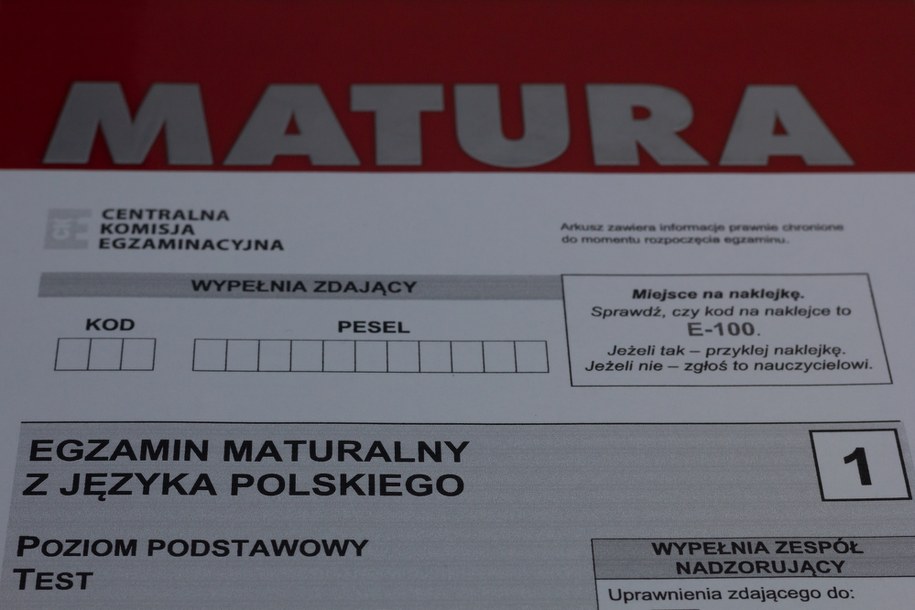 MATURA
CENTRALNA
KOMISJA
EGZAMINACYJNA
Arkusz zawiera informacje prawnie chronione
do momentu rozpoczęcia egzaminu.
WYPEŁNIA ZDAJĄCY
KOD
PESEL
Miejsce na naklejkę.
Sprawdź, czy kod na naklejce to
E-100.
Jeżeli tak – przyklej naklejkę.
Jeżeli nie – zgłoś to nauczycielowi.
EGZAMIN MATURALNY
Z JĘZYKA POLSKIEGO
1
POZIOM PODSTAWOWY
TEST
WYPEŁNIA ZESPÓŁ
NADZORUJĄCY
Uprawnienia zdającego do: